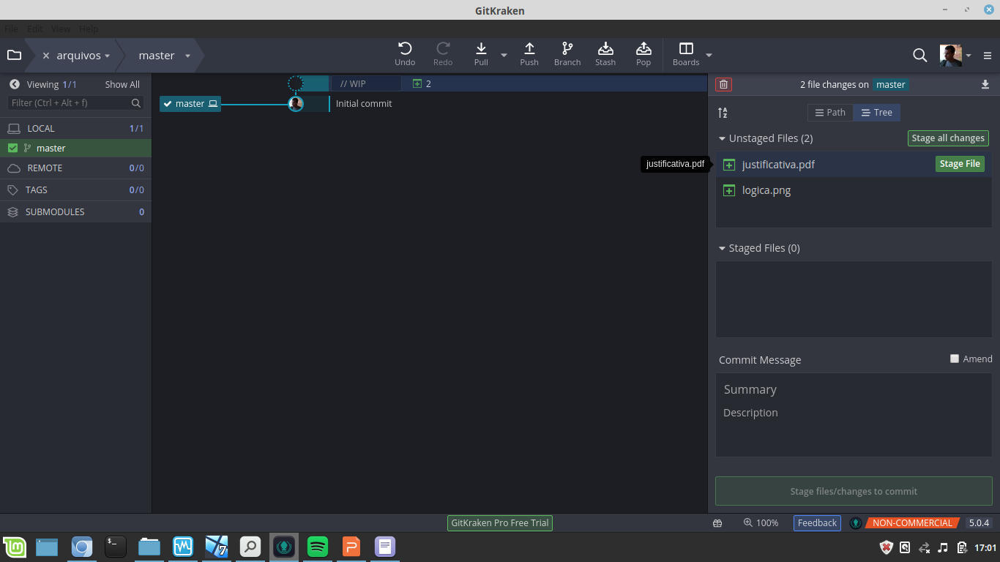 GitKraken
File Edit View Help
arquivos
master
Undo
Redo
Pull
Push
Branch
Stash
Pop
Boards
Viewing 1/1 Show All
Filter (Ctrl + Alt + f)
LOCAL 1/1
master
REMOTE 0/0
TAGS 0/0
SUBMODULES 0
// WIP 2
master Initial commit
2 file changes on master
A Z
Path Tree
Unstaged Files (2) Stage all changes
justificativa.pdf
justificativa.pdf Stage File
logica.png
Staged Files (0)
Commit Message Amend
Summary
Description
Stage files/changes to commit
GitKraken Pro Free Trial 100% Feedback NON-COMMERCIAL 5.0.4
$_ 7 P 17:01